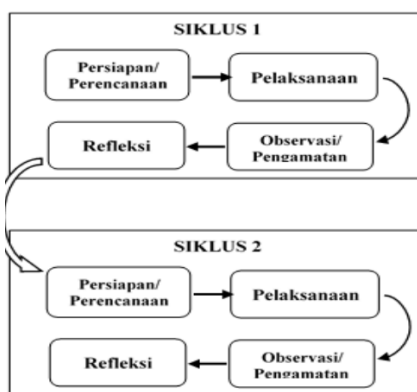 SIKLUS 1
Persiapan/
Perencanaan
Pelaksanaan
Observasi/
Pengamatan
Refleksi
SIKLUS 2
Persiapan/
Perencanaan
Pelaksanaan
Observasi/
Pengamatan
Refleksi